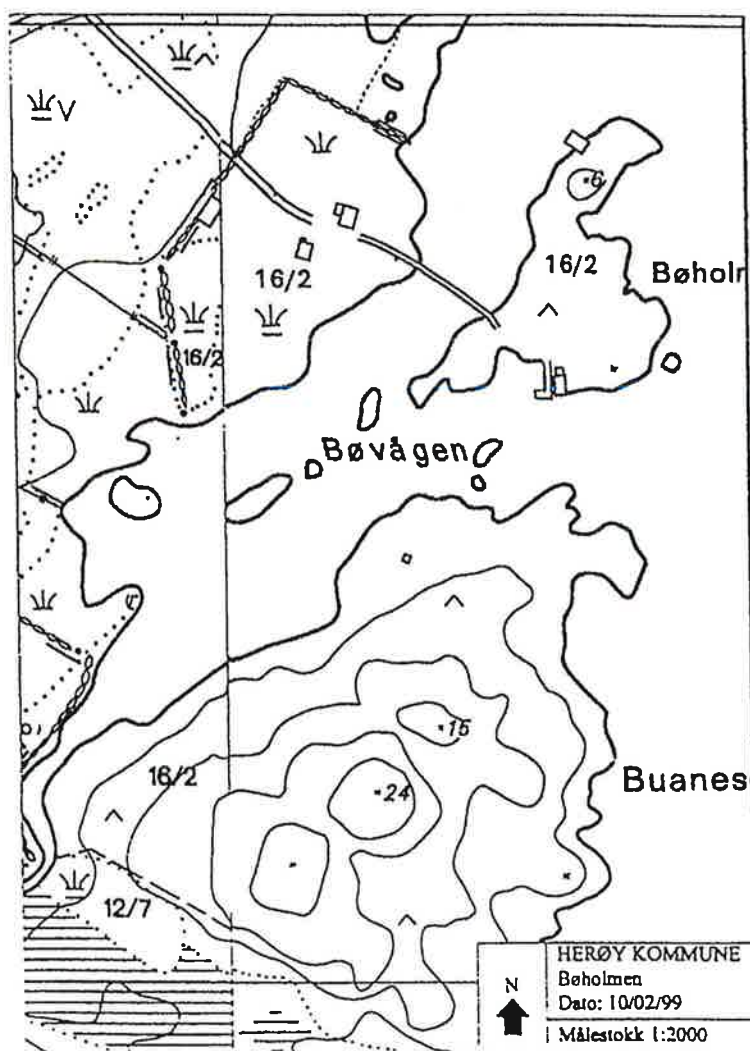 V
6
16/2
Bøholm
16/2
16/2
Bøvågen
15
16/2
24
Buanes
12/7
N
HERØY KOMMUNE
Bøholmen
Dato: 10/02/99
Målestokk 1:2000